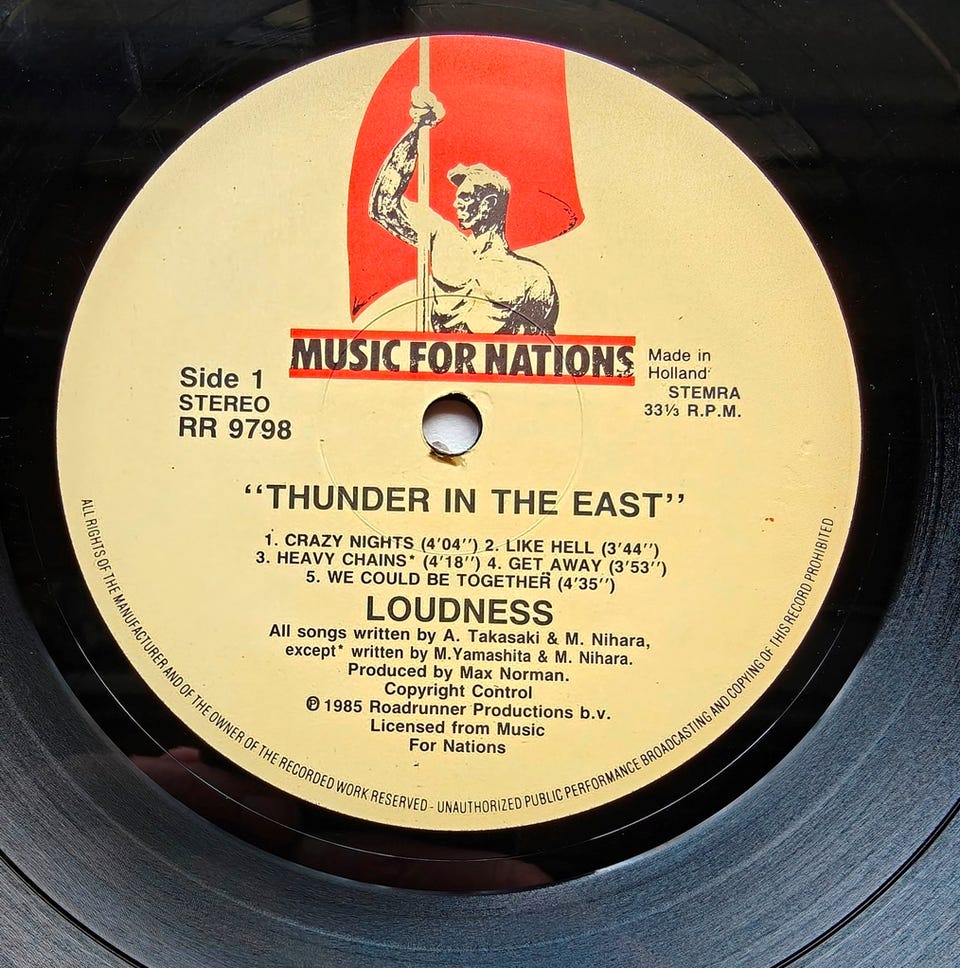 MUSIC FOR NATIONS
Made in
Holland
STEMRA
33⅓ R.P.M.
Side 1
STEREO
RR 9798
‘‘THUNDER IN THE EAST’’
1. CRAZY NIGHTS (4′04′′) 2. LIKE HELL (3′44′′)
3. HEAVY CHAINS* (4′18′′) 4. GET AWAY (3′53′′)
5. WE COULD BE TOGETHER (4′35′′)
LOUDNESS
All songs written by A. Takasaki & M. Nihara,
except* written by M.Yamashita & M. Nihara.
Produced by Max Norman.
Copyright Control
℗ 1985 Roadrunner Productions b.v.
Licensed from Music
For Nations
ALL RIGHTS OF THE MANUFACTURER AND OF THE OWNER OF THE RECORDED WORK RESERVED - UNAUTHORIZED PUBLIC PERFORMANCE BROADCASTING AND COPYING OF THIS RECORD PROHIBITED